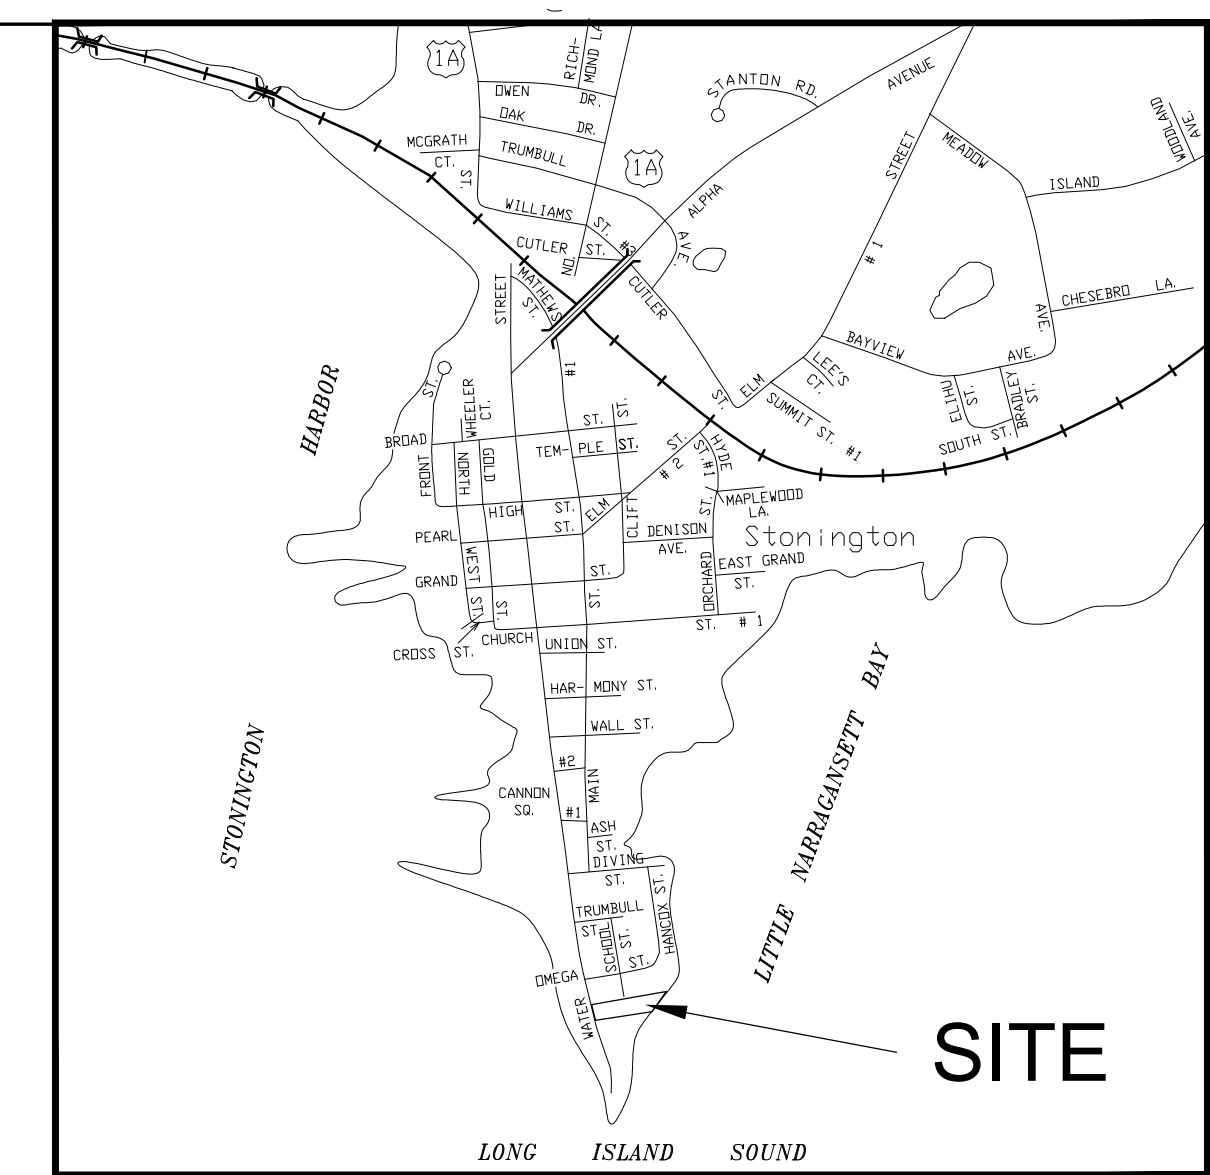 1A
RICH-
MOND LA
STANTON RD.
AVENUE
OWEN DR.
OAK DR.
WOODLAND
AVE.
MCGRATH
CT.
ST.
TRUMBULL
1A
STREET
MEADOW
ISLAND
ALPHA
WILLIAMS ST.
#3
AVE.
CUTLER ST.
NO.
# 1
MATHEWS
ST.
STREET
CUTLER
CHESEBRO LA.
AVE.
BAYVIEW
AVE.
#1
LEE'S
CT.
ELM
ST.
SUMMIT ST. #1
ELIHU
ST.
BRADLEY
ST.
SOUTH ST.
HARBOR
ST.
WHEELER
CT.
ST.
BROAD
ST.
TEM- PLE ST.
ST.
# 2
HYDE
ST.#1
FRONT
NORTH
GOLD
HIGH
ST.
ELM
CLIFT
ST.
MAPLEWOOD
LA.
PEARL
ST.
DENISON
AVE.
Stonington
WEST
ST.
GRAND
ST.
ST.
ST.
ORCHARD
EAST GRAND
ST.
CHURCH
ST. # 1
CROSS ST.
UNION ST.
HAR- MONY ST.
WALL ST.
#2
CANNON
SQ.
MAIN
#1
ASH
ST.
DIVING
ST.
STONINGTON
LITTLE NARRAGANSETT BAY
TRUMBULL
ST.
SCHOOL
ST.
HANCOX ST.
OMEGA
ST.
WATER
SITE
LONG ISLAND SOUND